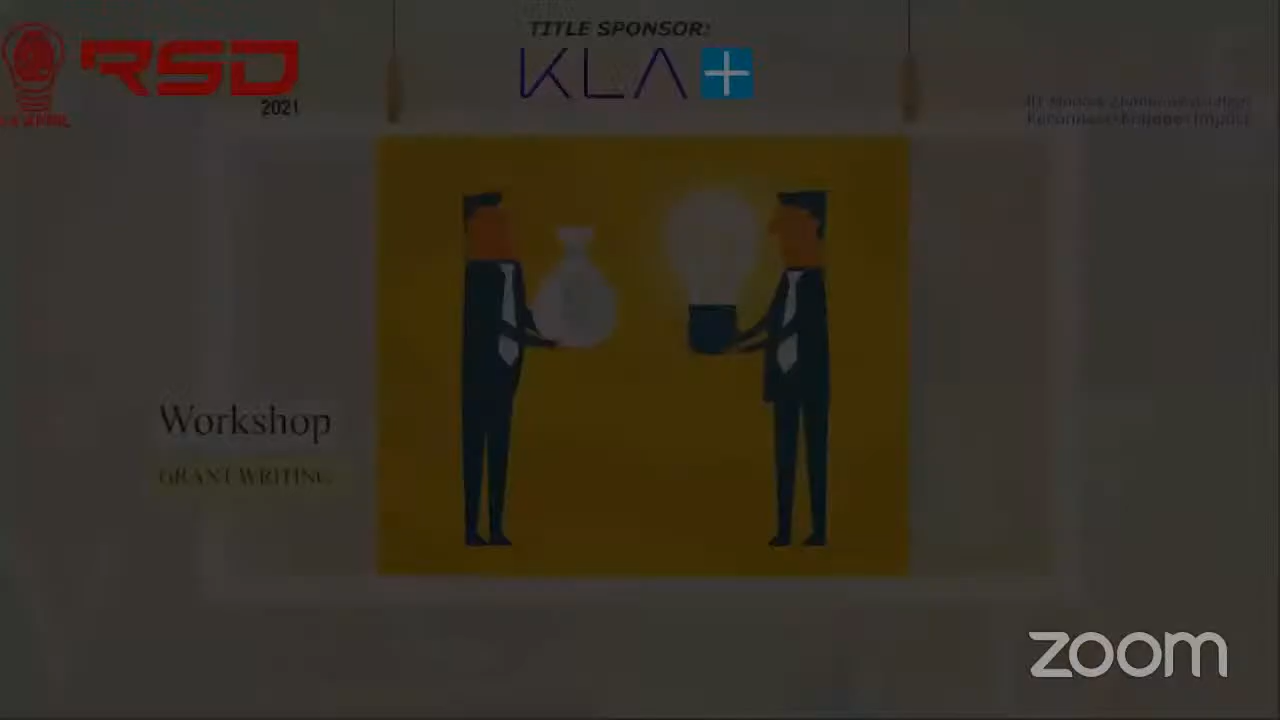 RSD
2021
TITLE SPONSOR:
KLA+
Workshop
GRANT WRITING
zoom